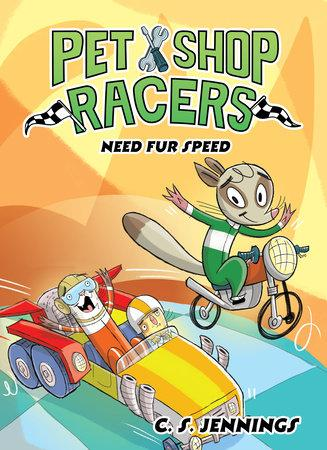 PET SHOP
RACERS
NEED FUR SPEED
C. S. JENNINGS